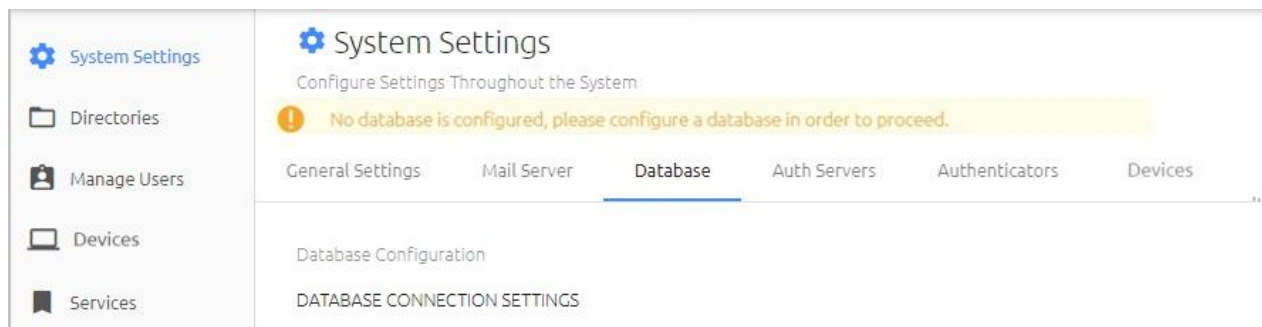 System Settings
Directories
Manage Users
Devices
Services
System Settings
Configure Settings Throughout the System
No database is configured, please configure a database in order to proceed.
General Settings Mail Server Database Auth Servers Authenticators Devices
Database Configuration
DATABASE CONNECTION SETTINGS